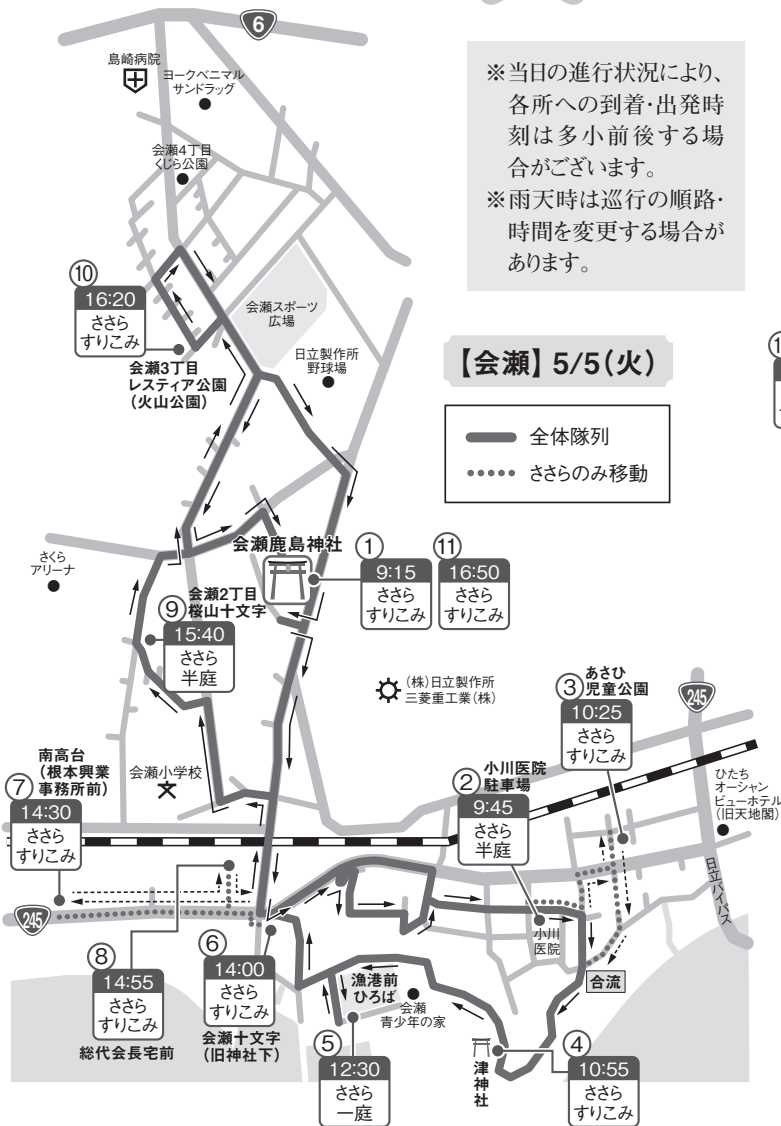 6
島崎病院
ヨークベニマル
サンドラッグ
会瀬4丁目
くじら公園
※当日の進行状況により、
各所への到着・出発時
刻は多少前後する場
合がございます。
※雨天時は巡行の順路・
時間を変更する場合が
あります。
⑩
16:20
ささら
すりこみ
会瀬3丁目
レスティア公園
(火山公園)
会瀬スポーツ
広場
日立製作所
野球場
【会瀬】5/5(火)
全体隊列
ささらのみ移動
さくら
アリーナ
会瀬鹿島神社
①
9:15
ささら
すりこみ
⑪
16:50
ささら
すりこみ
会瀬2丁目
桜山十文字
⑨
15:40
ささら
半庭
(株)日立製作所
三菱重工業(株)
③
あさひ
児童公園
10:25
ささら
すりこみ
245
ひたち
オーシャン
ビューホテル
(旧天地閣)
日立バイパス
南高台
(根本興業
事務所前)
⑦
14:30
ささら
すりこみ
会瀬小学校
②
小川医院
駐車場
9:45
ささら
半庭
245
小川
医院
合流
⑧
14:55
ささら
すりこみ
総代会長宅前
⑥
14:00
ささら
すりこみ
会瀬十文字
(旧神社下)
漁港前
ひろば
会瀬
青少年の家
⑤
12:30
ささら
一庭
津神社
④
10:55
ささら
すりこみ